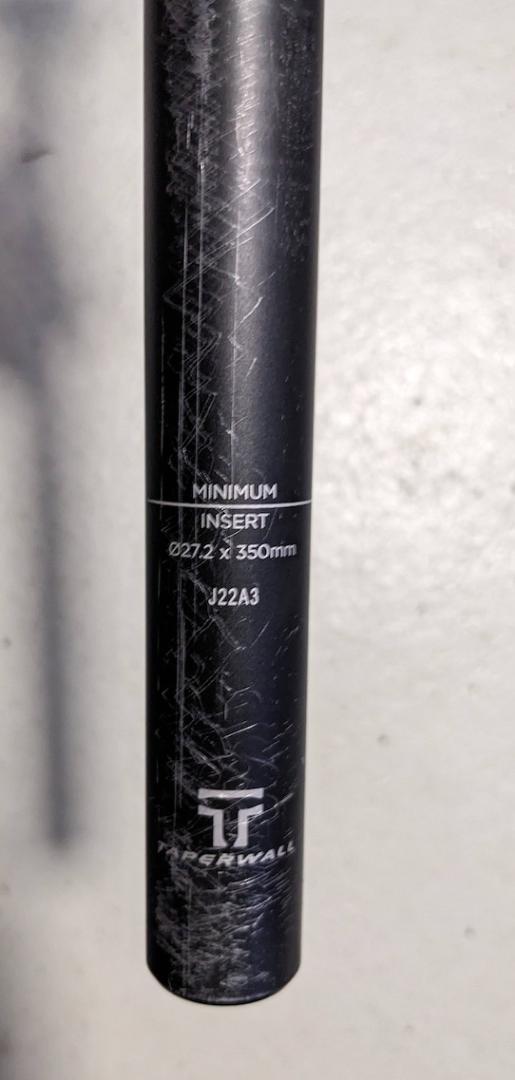 MINIMUM
INSERT
Ø27.2 x 350mm
J22A3
TAPERWALL